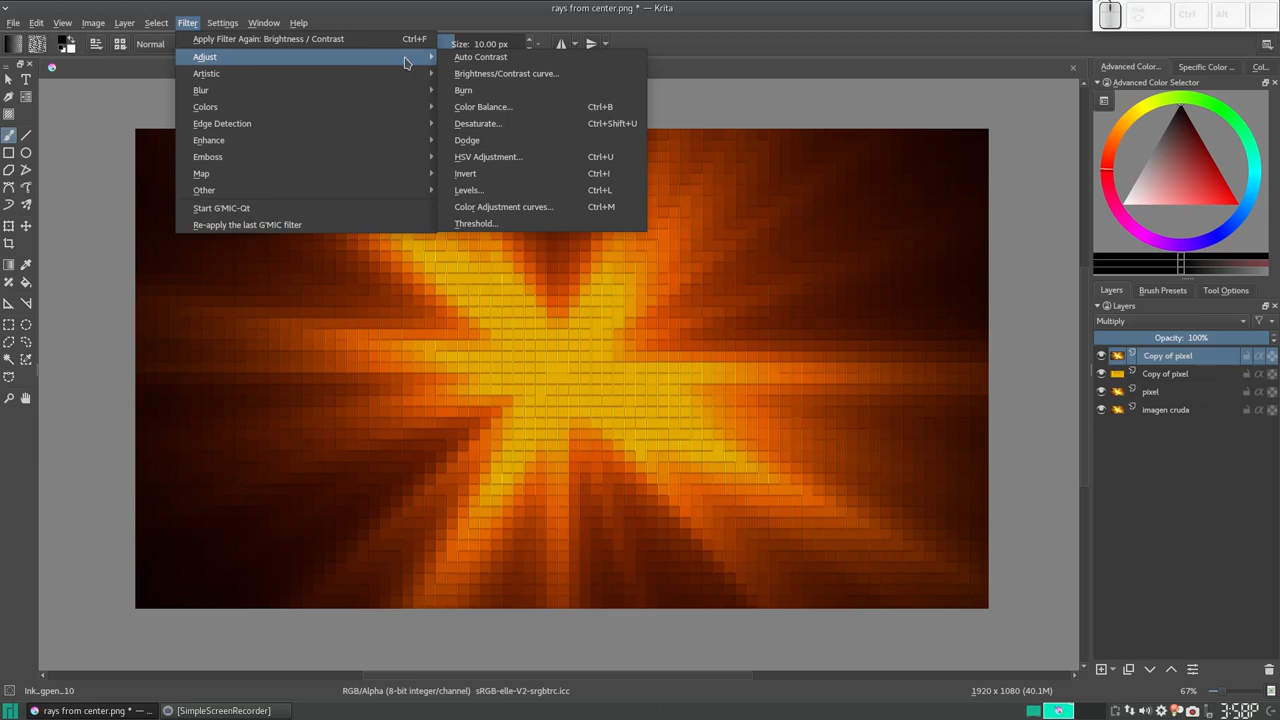 rays from center.png * — Krita
Ctrl
Alt
File Edit View Image Layer Select Filter Settings Window Help
Normal
Size: 10.00 px
Apply Filter Again: Brightness / Contrast Ctrl+F
Adjust
Artistic
Blur
Colors
Edge Detection
Enhance
Emboss
Map
Other
Start G'MIC-Qt
Re-apply the last G'MIC filter
Auto Contrast
Brightness/Contrast curve...
Burn
Color Balance... Ctrl+B
Desaturate... Ctrl+Shift+U
Dodge
HSV Adjustment... Ctrl+U
Invert Ctrl+I
Levels... Ctrl+L
Color Adjustment curves... Ctrl+M
Threshold...
Advanced Color... Specific Color ... Col...
Advanced Color Selector
Layers Brush Presets Tool Options
Layers
Multiply
Opacity: 100%
Copy of pixel
Copy of pixel
pixel
imagen cruda
Ink_gpen_10
RGB/Alpha (8-bit integer/channel) sRGB-elle-V2-srgbtrc.icc
1920 x 1080 (40.1M)
67%
rays from center.png * — ...
[SimpleScreenRecorder]
3:58P